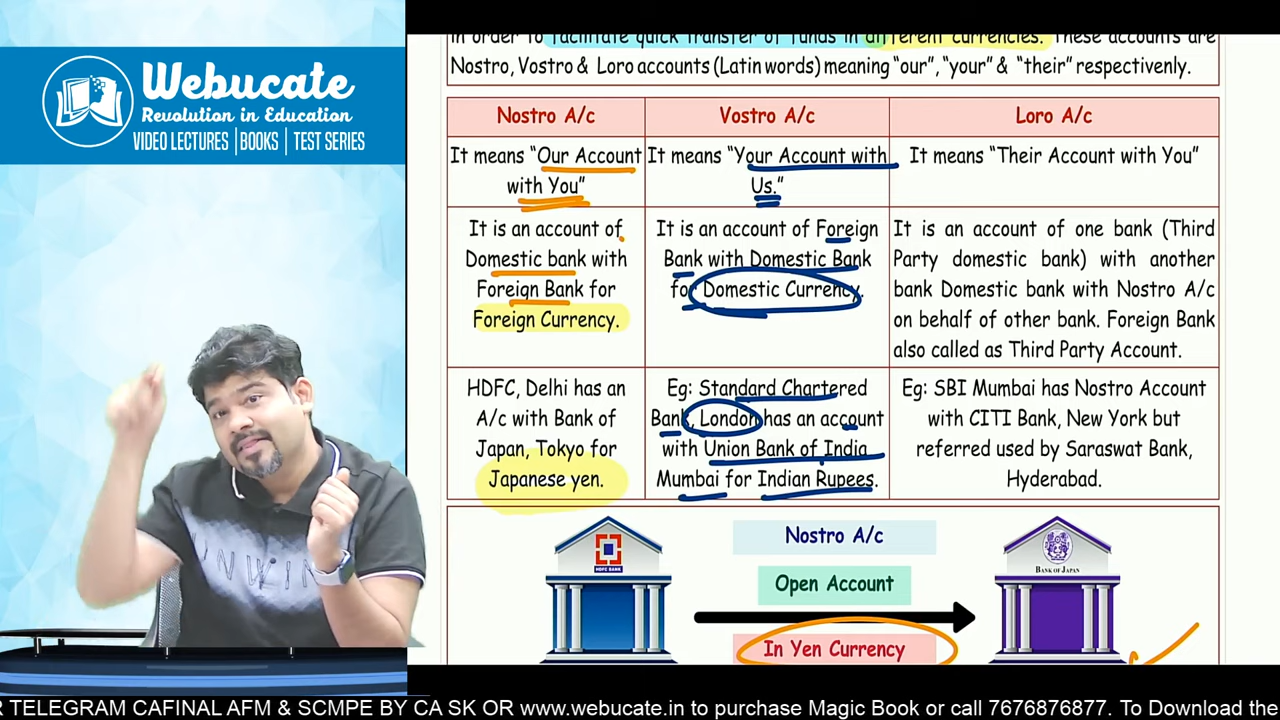 Webucate
Revolution in Education
VIDEO LECTURES | BOOKS | TEST SERIES
in order to facilitate quick transfer of funds in different currencies. These accounts are
Nostro, Vostro & Loro accounts (Latin words) meaning “our”, “your” & “their” respectivenly.
Nostro A/c
Vostro A/c
Loro A/c
It means “Our Account
with You”
It means “Your Account with
Us.”
It means “Their Account with You”
It is an account of
Domestic bank with
Foreign Bank for
Foreign Currency.
It is an account of Foreign
Bank with Domestic Bank
for Domestic Currency.
It is an account of one bank (Third
Party domestic bank) with another
bank Domestic bank with Nostro A/c
on behalf of other bank. Foreign Bank
also called as Third Party Account.
HDFC, Delhi has an
A/c with Bank of
Japan, Tokyo for
Japanese yen.
Eg: Standard Chartered
Bank, London has an account
with Union Bank of India
Mumbai for Indian Rupees.
Eg: SBI Mumbai has Nostro Account
with CITI Bank, New York but
referred used by Saraswat Bank,
Hyderabad.
HDFC BANK
Nostro A/c
Open Account
In Yen Currency
BANK OF JAPAN
R TELEGRAM CAFINAL AFM & SCMPE BY CA SK OR www.webucate.in to purchase Magic Book or call 7676876877. To Download the